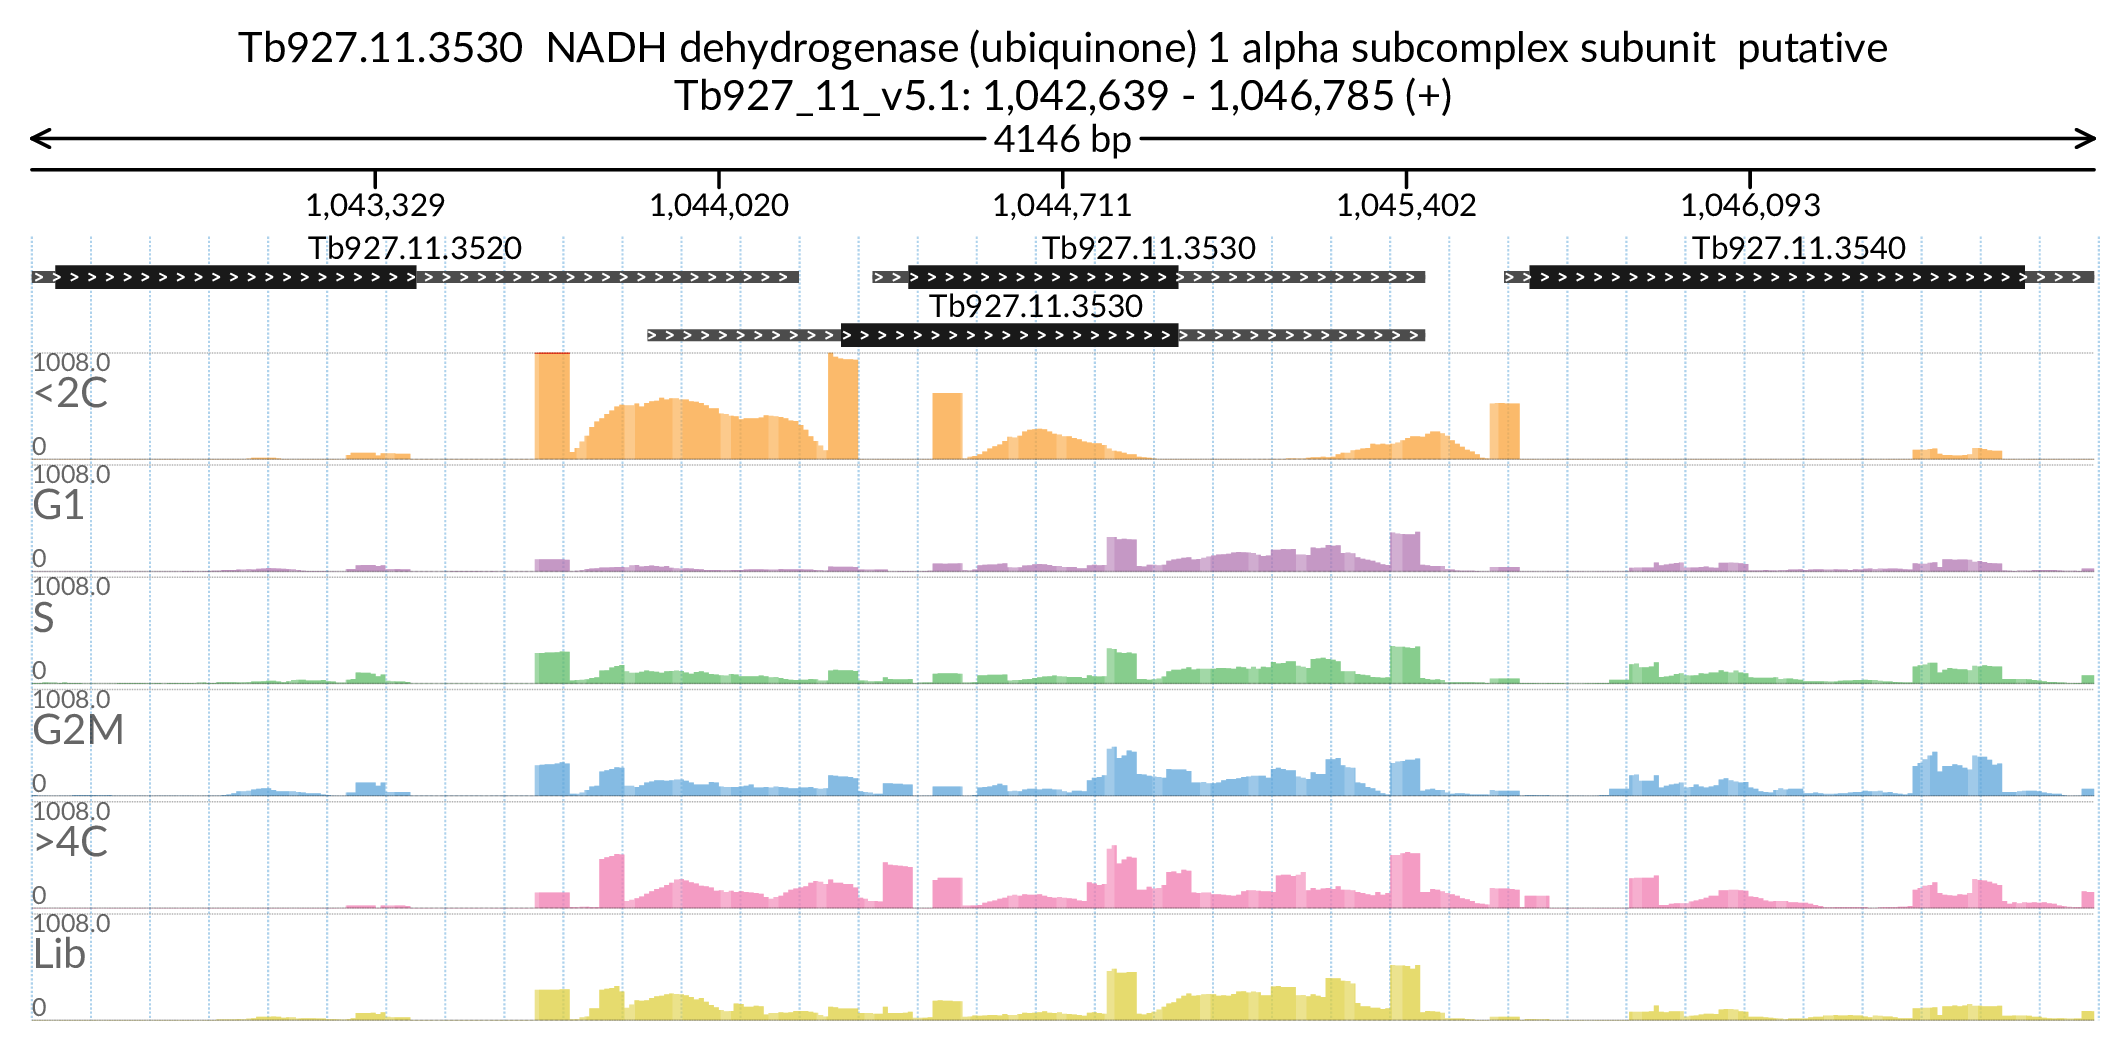 Tb927.11.3530  NADH dehydrogenase (ubiquinone) 1 alpha subcomplex subunit  putative
Tb927_11_v5.1: 1,042,639 - 1,046,785 (+)
4146 bp
1,043,329 1,044,020 1,044,711 1,045,402 1,046,093
Tb927.11.3520 Tb927.11.3530 Tb927.11.3540
Tb927.11.3530
1008.0
<2C
0
1008.0
G1
0
1008.0
S
0
1008.0
G2M
0
1008.0
>4C
0
1008.0
Lib
0